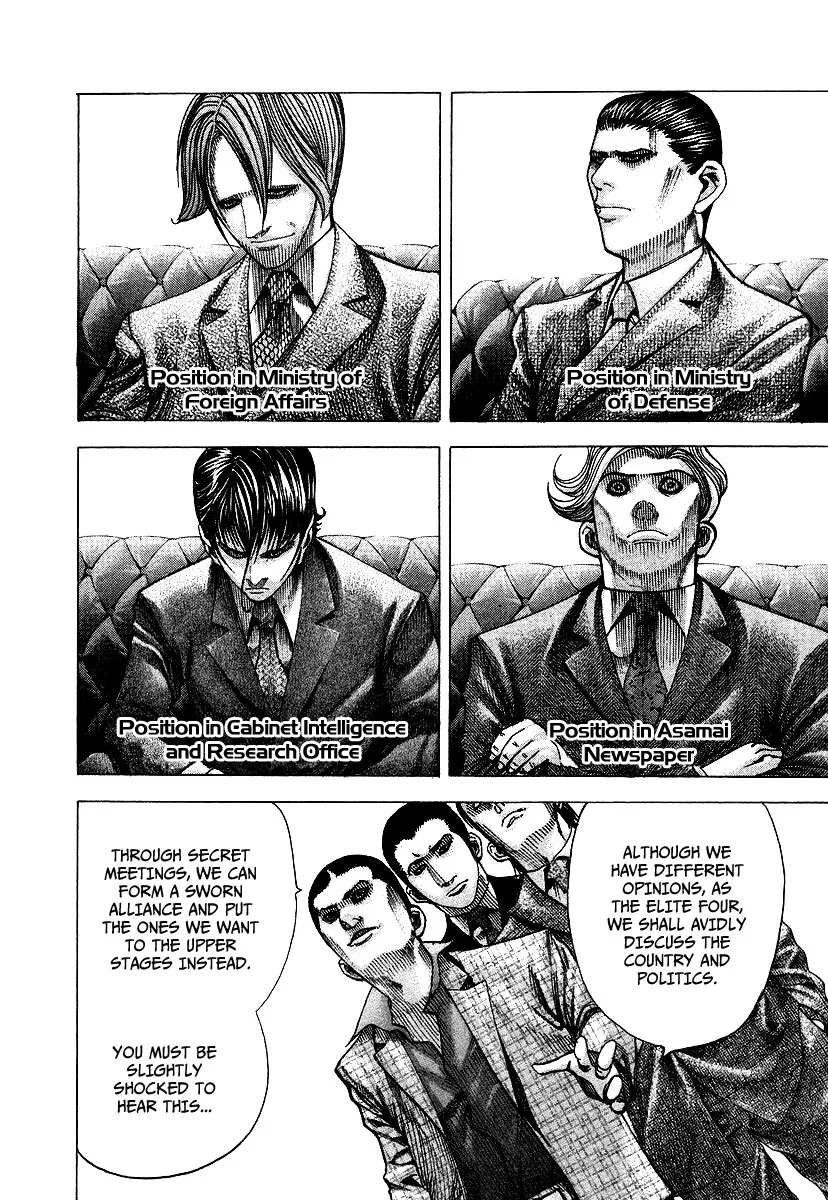 Position in Ministry of
Foreign Affairs
Position in Ministry
of Defense
Position in Cabinet Intelligence
and Research Office
Position in Asamai
Newspaper
ALTHOUGH WE
HAVE DIFFERENT
OPINIONS, AS
THE ELITE FOUR,
WE SHALL AVIDLY
DISCUSS THE
COUNTRY AND
POLITICS.
THROUGH SECRET
MEETINGS, WE CAN
FORM A SWORN
ALLIANCE AND PUT
THE ONES WE WANT
TO THE UPPER
STAGES INSTEAD.
YOU MUST BE
SLIGHTLY
SHOCKED TO
HEAR THIS...